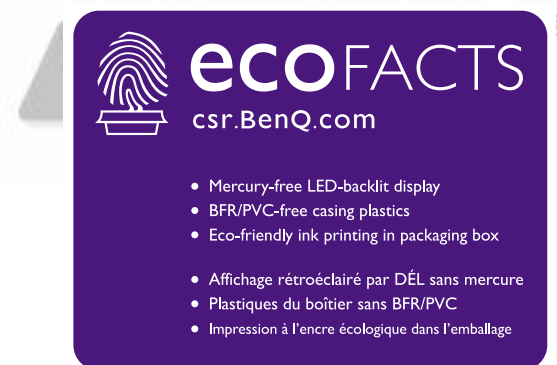 ecoFACTS
csr.BenQ.com
• Mercury-free LED-backlit display
• BFR/PVC-free casing plastics
• Eco-friendly ink printing in packaging box
• Affichage rétroéclairé par DÉL sans mercure
• Plastiques du boîtier sans BFR/PVC
• Impression à l'encre écologique dans l'emballage